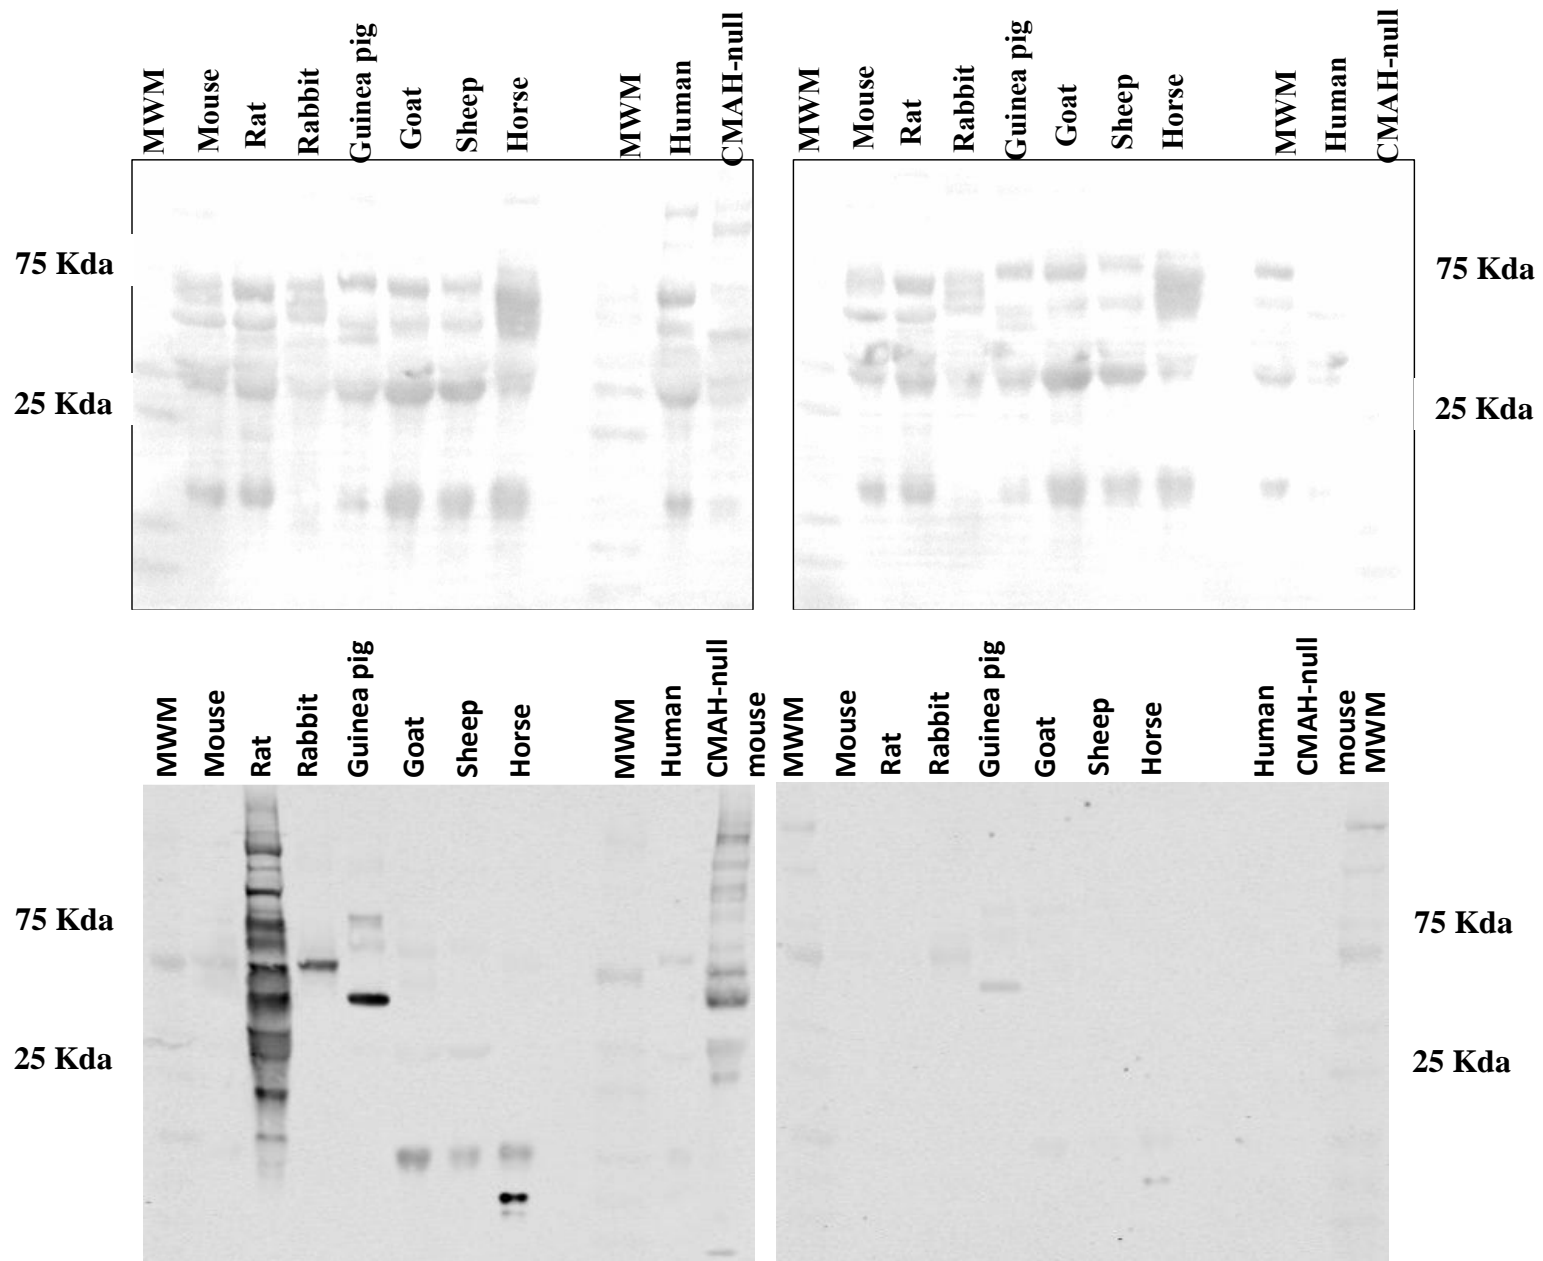 MWM
Mouse
Rat
Rabbit
Guinea pig
Goat
Sheep
Horse
MWM
Human
CMAH-null
MWM
Mouse
Rat
Rabbit
Guinea pig
Goat
Sheep
Horse
MWM
Human
CMAH-null
75 Kda
75 Kda
25 Kda
25 Kda
MWM
Mouse
Rat
Rabbit
Guinea pig
Goat
Sheep
Horse
MWM
Human
CMAH-null
mouse
MWM
Mouse
Rat
Rabbit
Guinea pig
Goat
Sheep
Horse
Human
CMAH-null
mouse
MWM
75 Kda
75 Kda
25 Kda
25 Kda